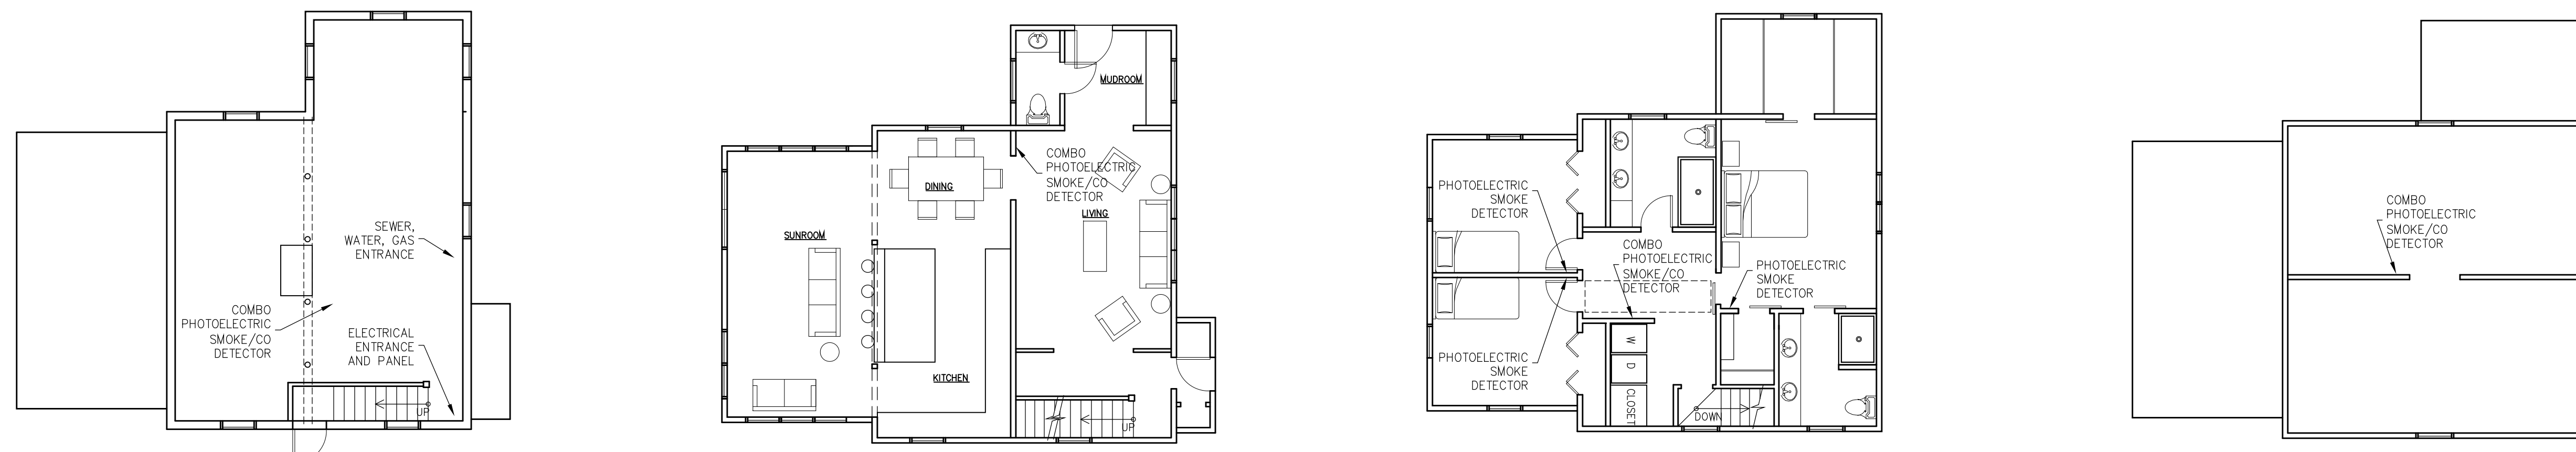 SEWER,
WATER, GAS
ENTRANCE
COMBO
PHOTOELECTRIC
SMOKE/CO
DETECTOR
ELECTRICAL
ENTRANCE
AND PANEL
UP
MUDROOM
COMBO
PHOTOELECTRIC
SMOKE/CO
DETECTOR
DINING
LIVING
SUNROOM
KITCHEN
UP
PHOTOELECTRIC
SMOKE
DETECTOR
COMBO
PHOTOELECTRIC
SMOKE/CO
DETECTOR
PHOTOELECTRIC
SMOKE
DETECTOR
PHOTOELECTRIC
SMOKE
DETECTOR
W
D
CLOSET
DOWN
COMBO
PHOTOELECTRIC
SMOKE/CO
DETECTOR